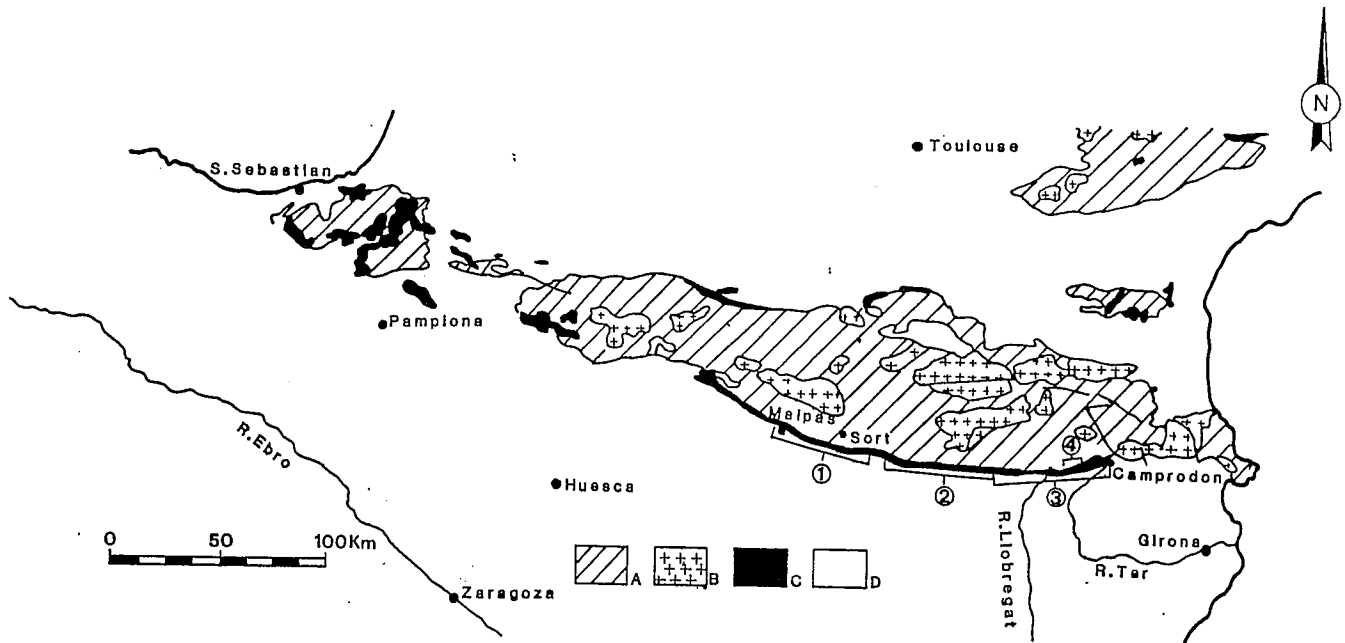 N
Toulouse
S.Sebastian
Pamplona
Malpas
Sort
④
①
②
③
Camprodon
R.Ebro
Huesca
R.Llobregat
Girona
R.Ter
0 50 100Km
A B C D
Zaragoza